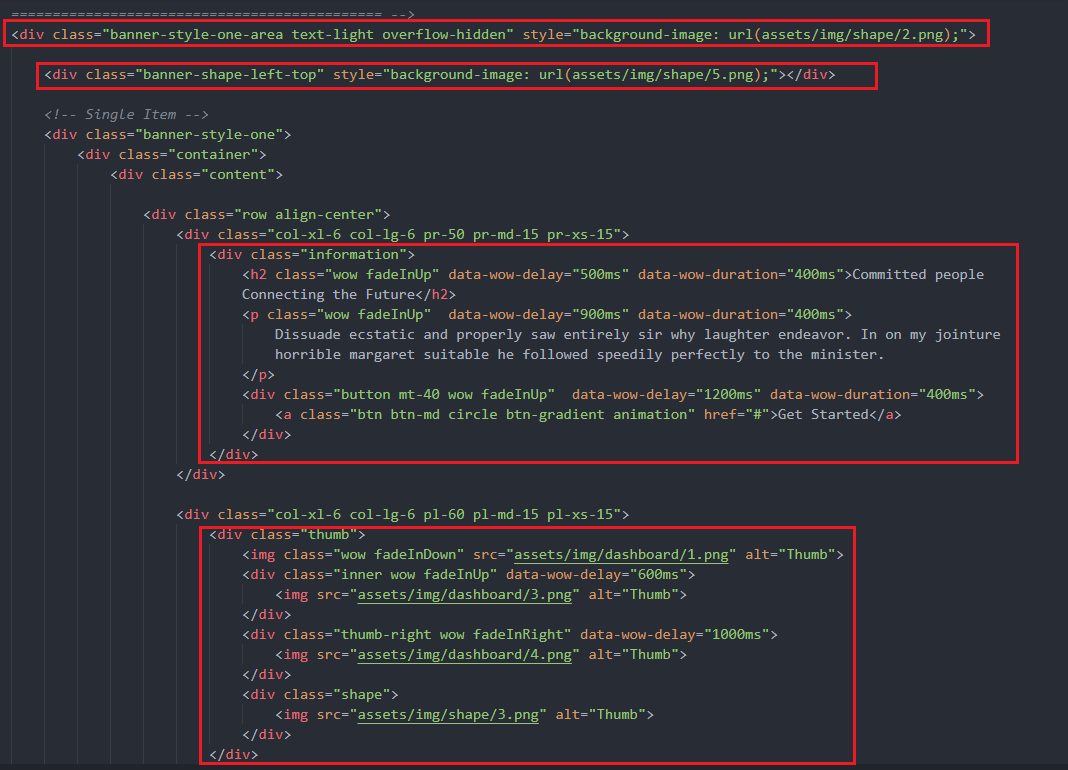 ============================================= -->
<div class="banner-style-one-area text-light overflow-hidden" style="background-image: url(assets/img/shape/2.png);">
<div class="banner-shape-left-top" style="background-image: url(assets/img/shape/5.png);"></div>
<!-- Single Item -->
<div class="banner-style-one">
<div class="container">
<div class="content">
<div class="row align-center">
<div class="col-xl-6 col-lg-6 pr-50 pr-md-15 pr-xs-15">
<div class="information">
<h2 class="wow fadeInUp" data-wow-delay="500ms" data-wow-duration="400ms">Committed people
Connecting the Future</h2>
<p class="wow fadeInUp"  data-wow-delay="900ms" data-wow-duration="400ms">
Dissuade ecstatic and properly saw entirely sir why laughter endeavor. In on my jointure
horrible margaret suitable he followed speedily perfectly to the minister.
</p>
<div class="button mt-40 wow fadeInUp"  data-wow-delay="1200ms" data-wow-duration="400ms">
<a class="btn btn-md circle btn-gradient animation" href="#">Get Started</a>
</div>
</div>
</div>
<div class="col-xl-6 col-lg-6 pl-60 pl-md-15 pl-xs-15">
<div class="thumb">
<img class="wow fadeInDown" src="assets/img/dashboard/1.png" alt="Thumb">
<div class="inner wow fadeInUp" data-wow-delay="600ms">
<img src="assets/img/dashboard/3.png" alt="Thumb">
</div>
<div class="thumb-right wow fadeInRight" data-wow-delay="1000ms">
<img src="assets/img/dashboard/4.png" alt="Thumb">
</div>
<div class="shape">
<img src="assets/img/shape/3.png" alt="Thumb">
</div>
</div>